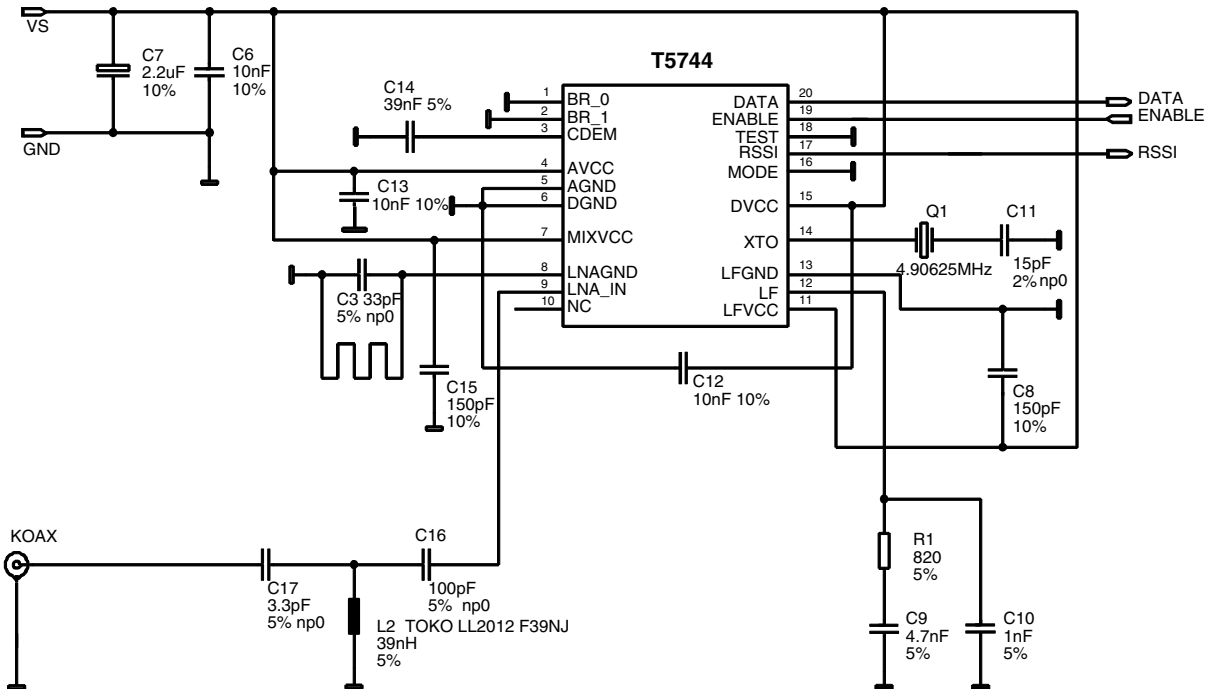 VS
C7
2.2uF
10%
C6
10nF
10%
GND
C14
39nF 5%
T5744
1
BR_0
2
BR_1
3
CDEM
4
AVCC
5
AGND
6
DGND
7
MIXVCC
8
LNAGND
9
LNA_IN
10
NC
DATA
20
ENABLE
19
TEST
18
RSSI
17
MODE
16
DVCC
15
XTO
14
LFGND
13
LF
12
LFVCC
11
DATA
ENABLE
RSSI
C13
10nF 10%
Q1
4.90625MHz
C11
15pF
2% np0
C3 33pF
5% np0
C15
150pF
10%
C12
10nF 10%
C8
150pF
10%
KOAX
C17
3.3pF
5% np0
C16
100pF
5% np0
L2 TOKO LL2012 F39NJ
39nH
5%
R1
820
5%
C9
4.7nF
5%
C10
1nF
5%